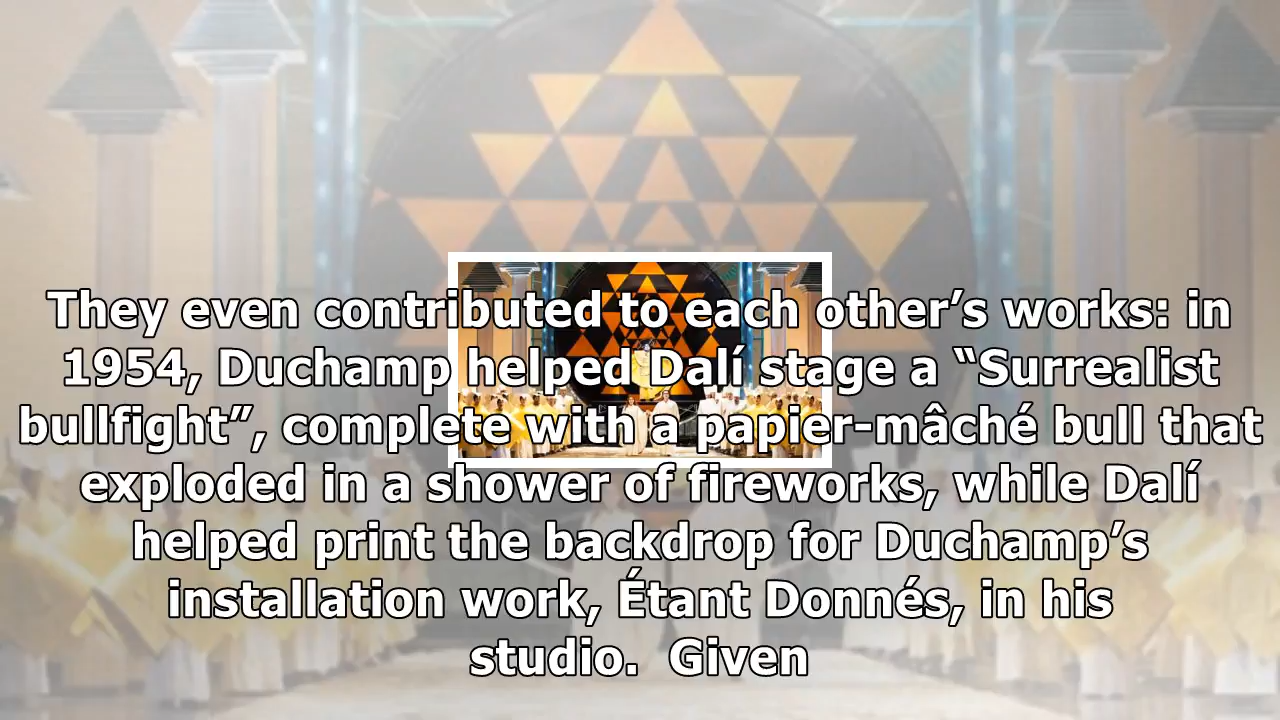 They even contributed to each other’s works: in
1954, Duchamp helped Dalí stage a “Surrealist
bullfight”, complete with a papier-mâché bull that
exploded in a shower of fireworks, while Dalí
helped print the backdrop for Duchamp’s
installation work, Étant Donnés, in his
studio.  Given